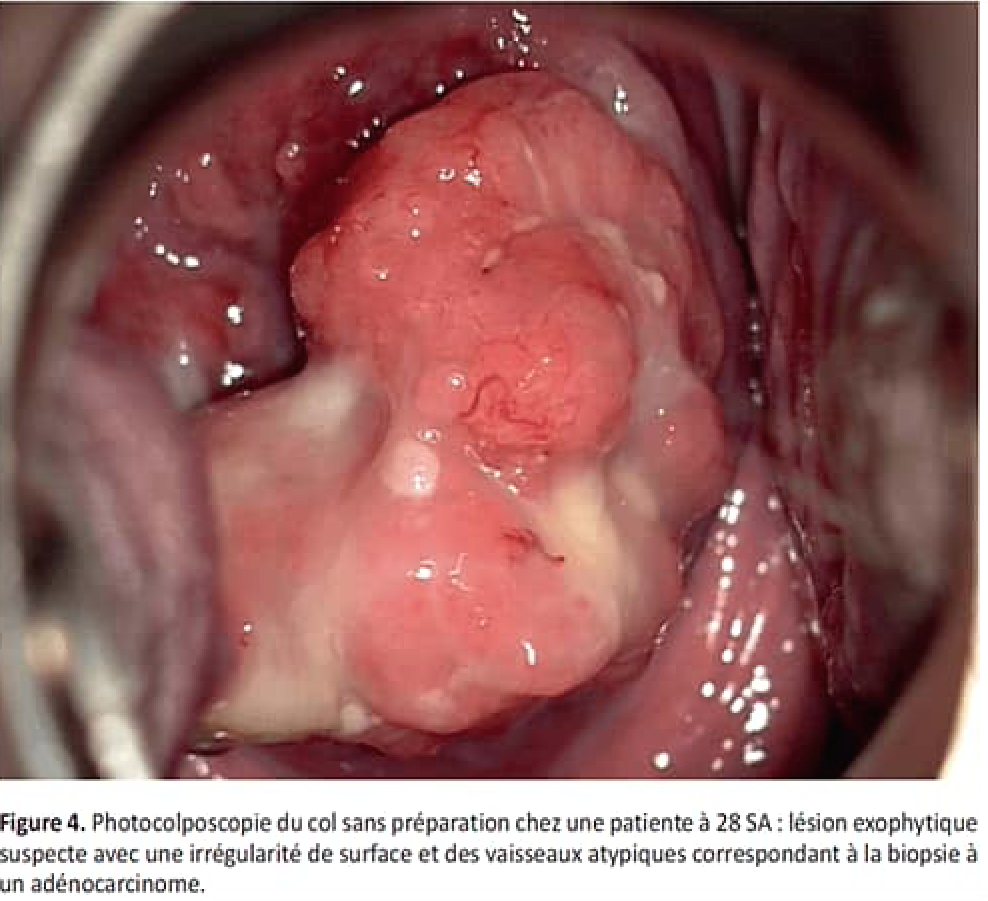 Figure 4. Photocolposcopie du col sans préparation chez une patiente à 28 SA : lésion exophytique
suspecte avec une irrégularité de surface et des vaisseaux atypiques correspondant à la biopsie à
un adénocarcinome.